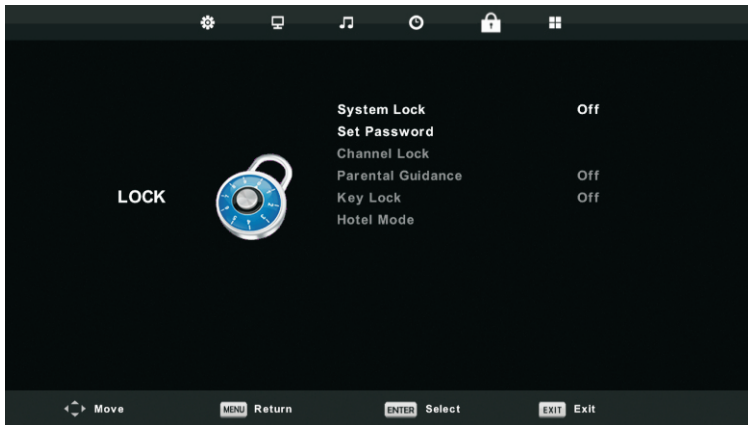 System Lock Off
Set Password
Channel Lock
Parental Guidance Off
LOCK
Key Lock Off
Hotel Mode
Move
MENU Return
ENTER Select
EXIT Exit